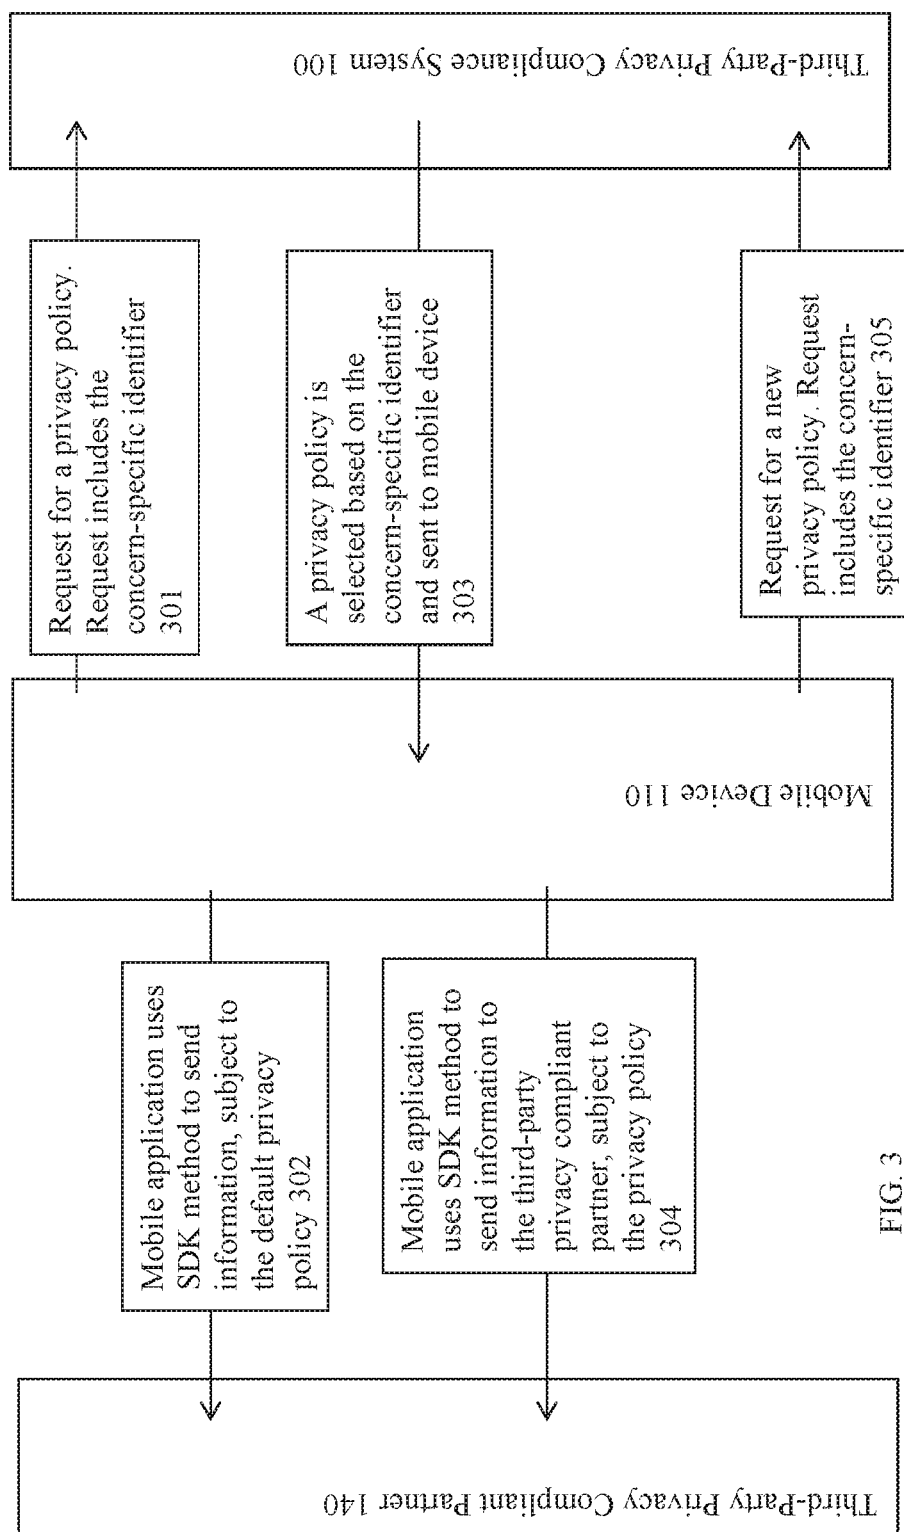 Third-Party Privacy Compliant Partner 140
Mobile application uses
SDK method to send
information, subject to
the default privacy
policy 302
Mobile application
uses SDK method to
send information to
the third-party
privacy compliant
partner, subject to
the privacy policy
304
Mobile Device 110
Request for a privacy policy.
Request includes the
concern-specific identifier
301
A privacy policy is
selected based on the
concern-specific identifier
and sent to mobile device
303
Request for a new
privacy policy. Request
includes the concern-
specific identifier 305
Third-Party Privacy Compliance System 100
FIG. 3